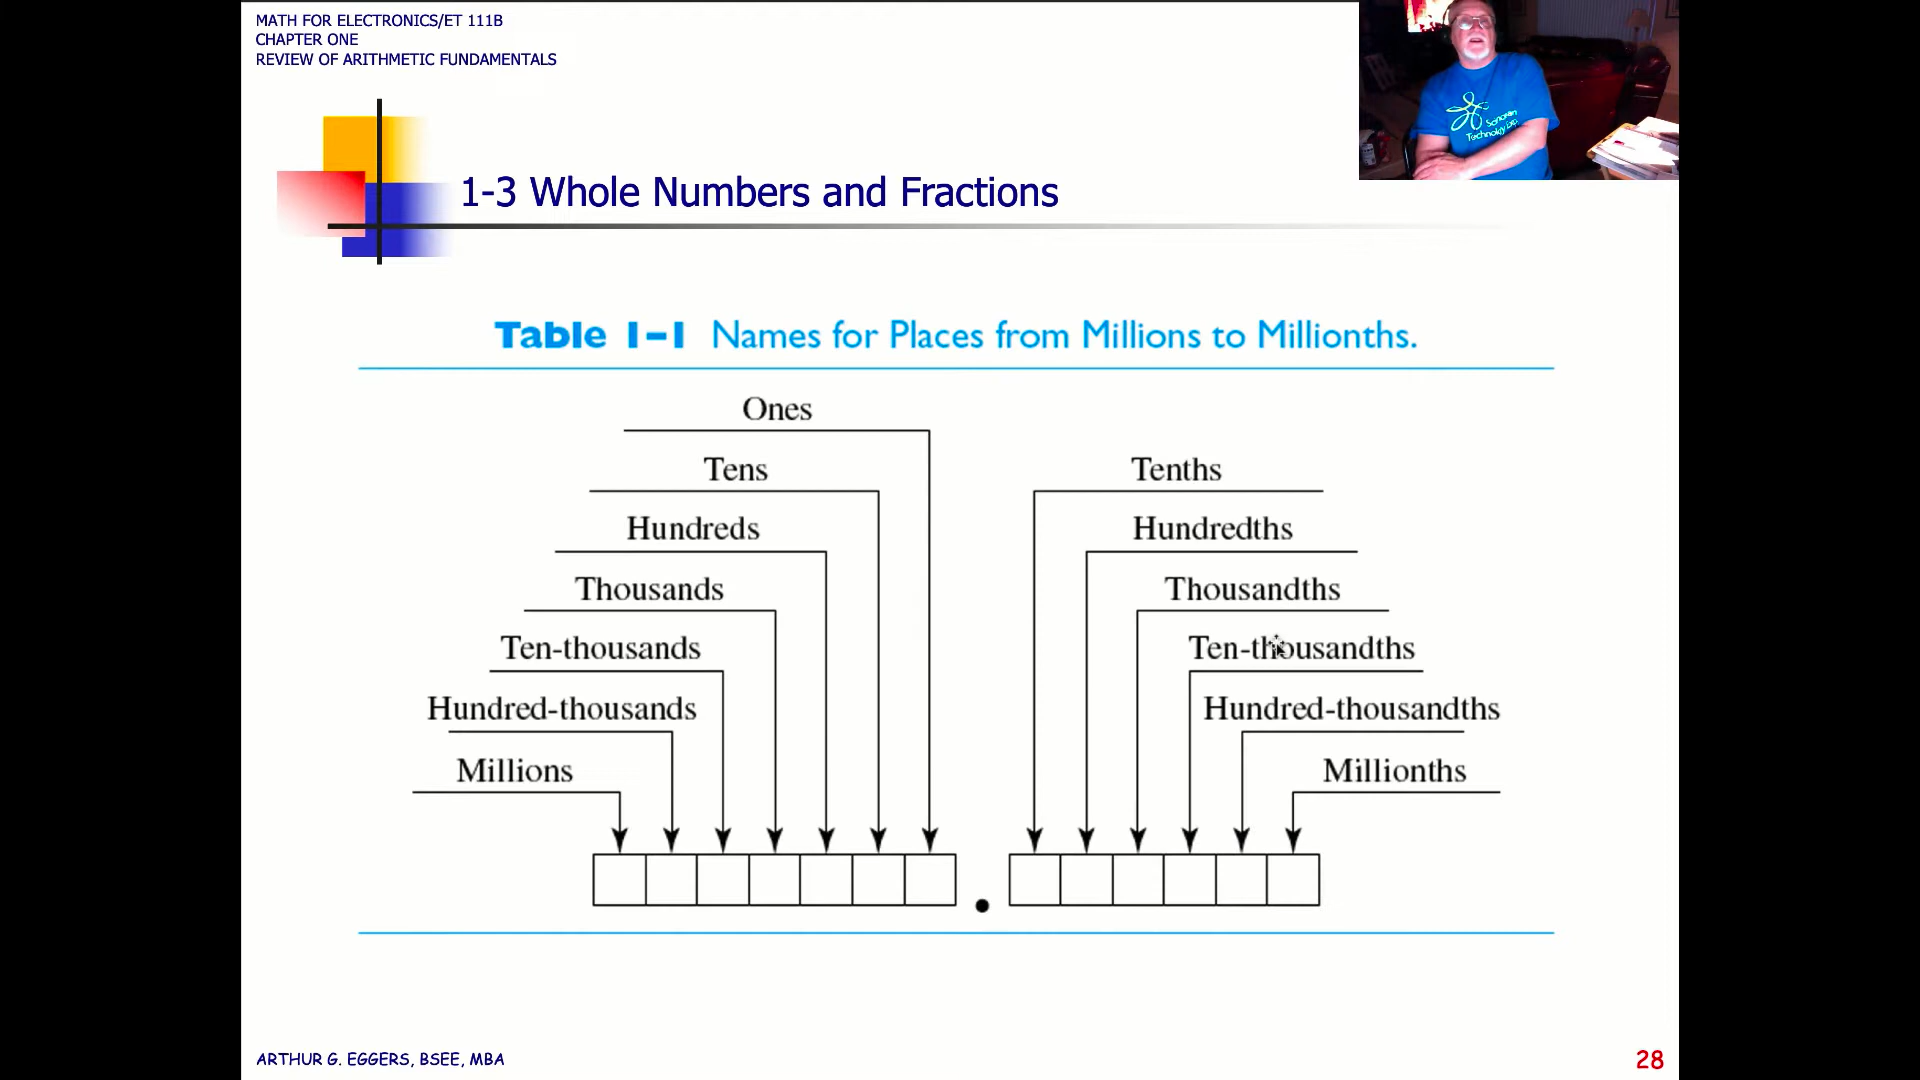 MATH FOR ELECTRONICS/ET 111B
CHAPTER ONE
REVIEW OF ARITHMETIC FUNDAMENTALS
Sonoran
Technology
1-3 Whole Numbers and Fractions
Table 1–1 Names for Places from Millions to Millionths.
Ones
Tens
Tenths
Hundreds
Hundredths
Thousands
Thousandths
Ten-thousands
Ten-thousandths
Hundred-thousands
Hundred-thousandths
Millions
Millionths
.
ARTHUR G. EGGERS, BSEE, MBA
28